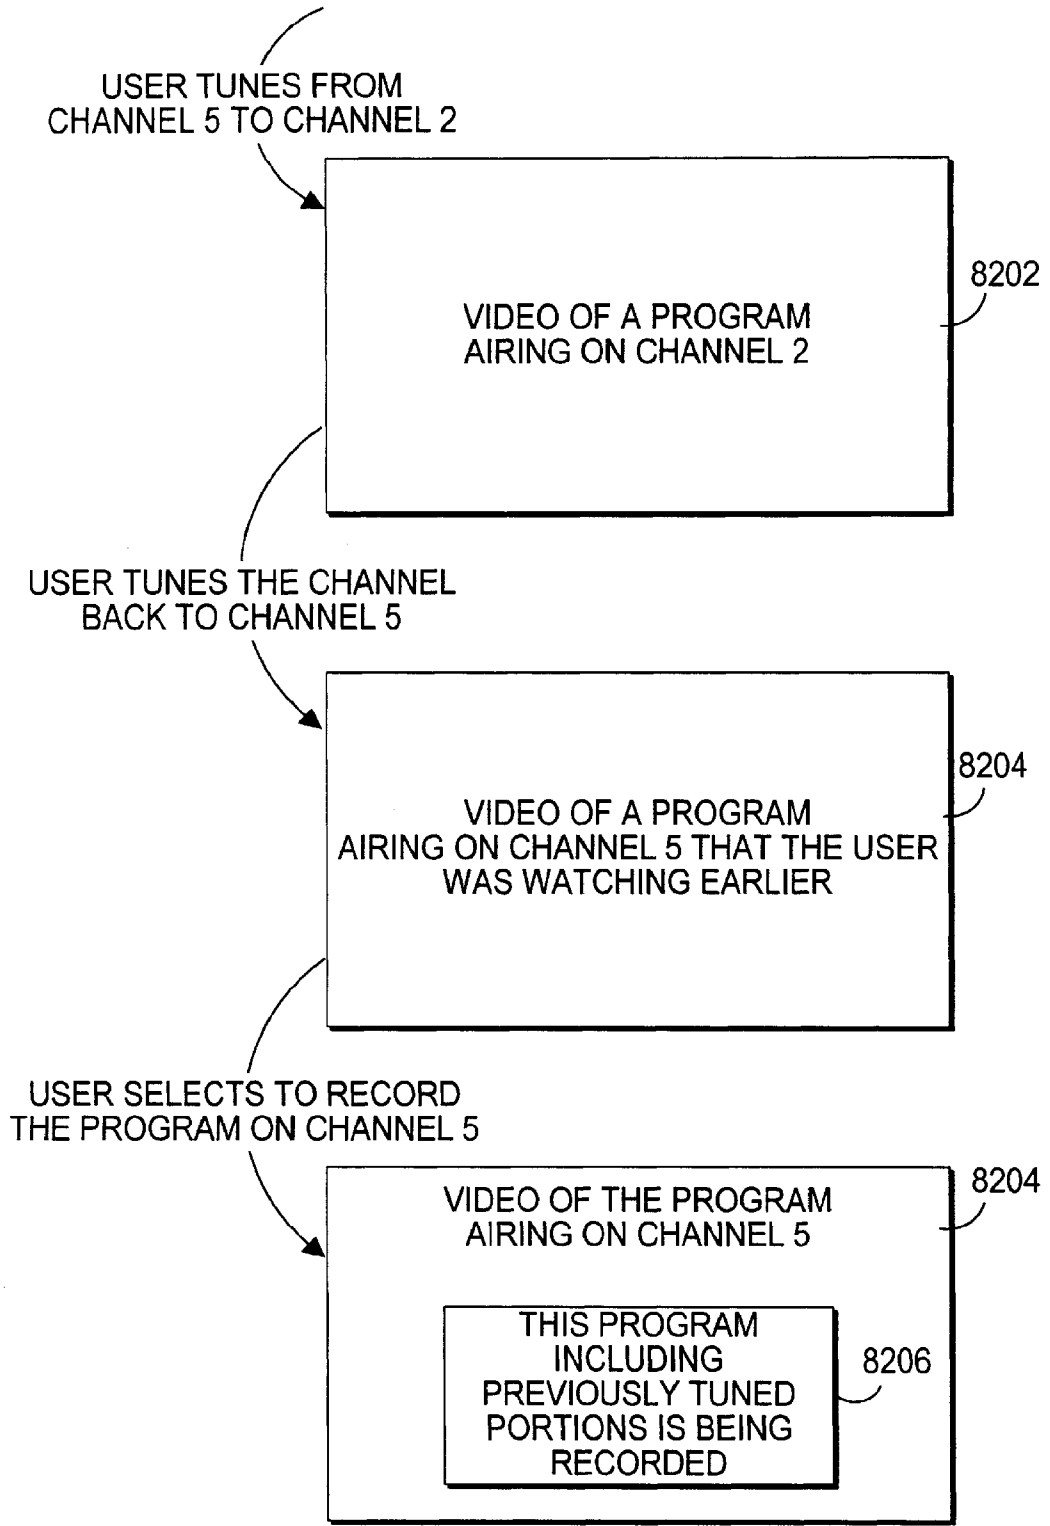 USER TUNES FROM
CHANNEL 5 TO CHANNEL 2
8202
VIDEO OF A PROGRAM
AIRING ON CHANNEL 2
USER TUNES THE CHANNEL
BACK TO CHANNEL 5
8204
VIDEO OF A PROGRAM
AIRING ON CHANNEL 5 THAT THE USER
WAS WATCHING EARLIER
USER SELECTS TO RECORD
THE PROGRAM ON CHANNEL 5
8204
VIDEO OF THE PROGRAM
AIRING ON CHANNEL 5
THIS PROGRAM
INCLUDING
PREVIOUSLY TUNED
PORTIONS IS BEING
RECORDED
8206